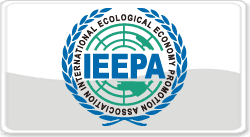 INTERNATIONAL ECOLOGICAL ECONOMY PROMOTION ASSOCIATION
IEEPA